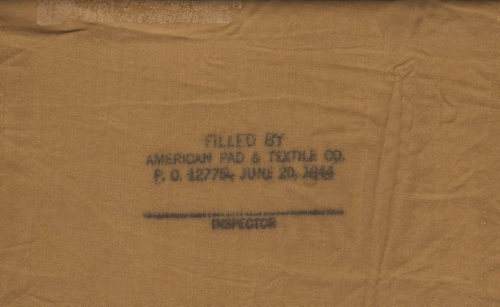 FILLED BY
AMERICAN PAD & TEXTILE CO.
P. O. 12775, JUNE 20, 1944
INSPECTOR